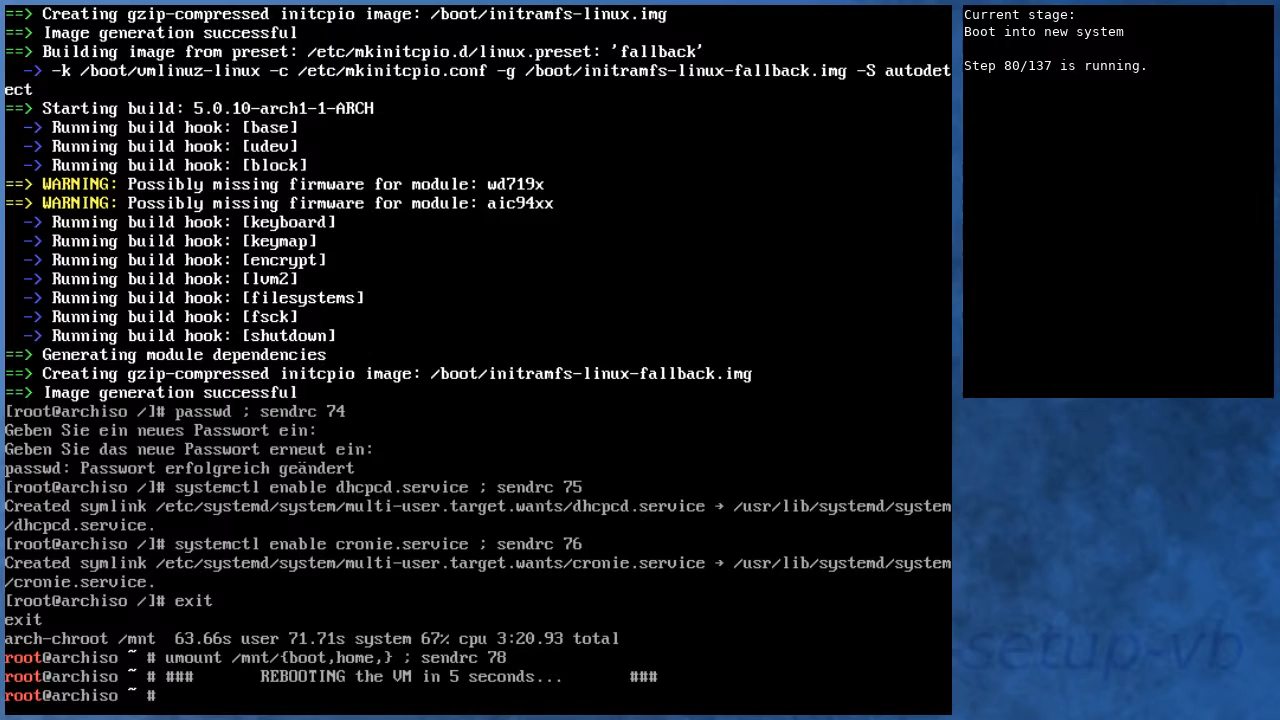 ==> Creating gzip-compressed initcpio image: /boot/initramfs-linux.img
==> Image generation successful
==> Building image from preset: /etc/mkinitcpio.d/linux.preset: 'fallback'
  -> -k /boot/vmlinuz-linux -c /etc/mkinitcpio.conf -g /boot/initramfs-linux-fallback.img -S autodet
ect
==> Starting build: 5.0.10-arch1-1-ARCH
  -> Running build hook: [base]
  -> Running build hook: [udev]
  -> Running build hook: [block]
==> WARNING: Possibly missing firmware for module: wd719x
==> WARNING: Possibly missing firmware for module: aic94xx
  -> Running build hook: [keyboard]
  -> Running build hook: [keymap]
  -> Running build hook: [encrypt]
  -> Running build hook: [lvm2]
  -> Running build hook: [filesystems]
  -> Running build hook: [fsck]
  -> Running build hook: [shutdown]
==> Generating module dependencies
==> Creating gzip-compressed initcpio image: /boot/initramfs-linux-fallback.img
==> Image generation successful
[root@archiso /]# passwd ; sendrc 74
Geben Sie ein neues Passwort ein:
Geben Sie das neue Passwort erneut ein:
passwd: Passwort erfolgreich geändert
[root@archiso /]# systemctl enable dhcpcd.service ; sendrc 75
Created symlink /etc/systemd/system/multi-user.target.wants/dhcpcd.service → /usr/lib/systemd/system
/dhcpcd.service.
[root@archiso /]# systemctl enable cronie.service ; sendrc 76
Created symlink /etc/systemd/system/multi-user.target.wants/cronie.service → /usr/lib/systemd/system
/cronie.service.
[root@archiso /]# exit
exit
arch-chroot /mnt  63.66s user 71.71s system 67% cpu 3:20.93 total
root@archiso ~ # umount /mnt/{boot,home,} ; sendrc 78
root@archiso ~ # ###       REBOOTING the VM in 5 seconds...       ###
root@archiso ~ #
Current stage:
Boot into new system
Step 80/137 is running.
setup-vb